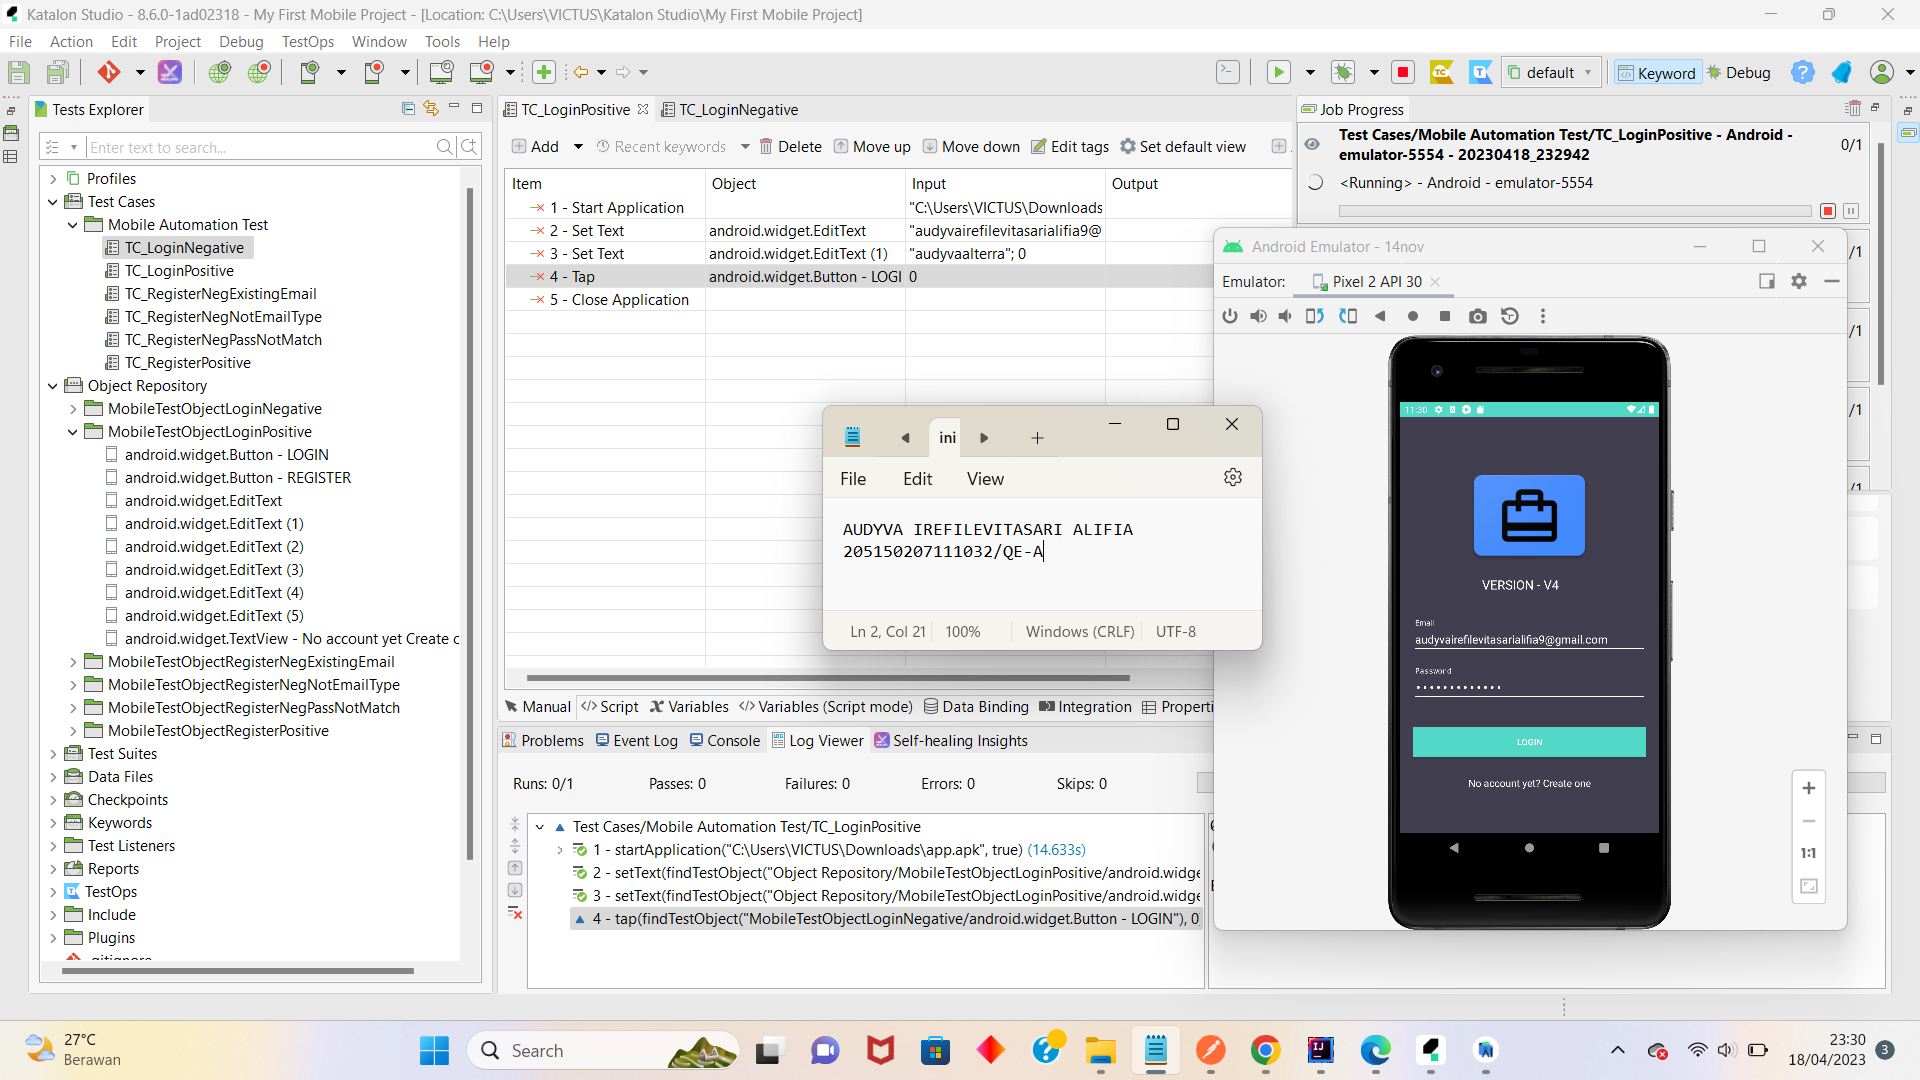 Katalon Studio - 8.6.0-1ad02318 - My First Mobile Project - [Location: C:\Users\VICTUS\Katalon Studio\My First Mobile Project]
File Action Edit Project Debug TestOps Window Tools Help
default Keyword Debug
Tests Explorer
Enter text to search...
Profiles
Test Cases
Mobile Automation Test
TC_LoginNegative
TC_LoginPositive
TC_RegisterNegExistingEmail
TC_RegisterNegNotEmailType
TC_RegisterNegPassNotMatch
TC_RegisterPositive
Object Repository
MobileTestObjectLoginNegative
MobileTestObjectLoginPositive
android.widget.Button - LOGIN
android.widget.Button - REGISTER
android.widget.EditText
android.widget.EditText (1)
android.widget.EditText (2)
android.widget.EditText (3)
android.widget.EditText (4)
android.widget.EditText (5)
android.widget.TextView - No account yet Create c
MobileTestObjectRegisterNegExistingEmail
MobileTestObjectRegisterNegNotEmailType
MobileTestObjectRegisterNegPassNotMatch
MobileTestObjectRegisterPositive
Test Suites
Data Files
Checkpoints
Keywords
Test Listeners
Reports
TestOps
Include
Plugins
TC_LoginPositive TC_LoginNegative
Add Recent keywords Delete Move up Move down Edit tags Set default view
Item Object Input Output
1 - Start Application "C:\Users\VICTUS\Downloads
2 - Set Text android.widget.EditText "audyvairefilevitasarialifia9@
3 - Set Text android.widget.EditText (1) "audyvaalterra"; 0
4 - Tap android.widget.Button - LOGI 0
5 - Close Application
Manual Script Variables Variables (Script mode) Data Binding Integration Properti
Problems Event Log Console Log Viewer Self-healing Insights
Runs: 0/1 Passes: 0 Failures: 0 Errors: 0 Skips: 0
Test Cases/Mobile Automation Test/TC_LoginPositive
1 - startApplication("C:\Users\VICTUS\Downloads\app.apk", true) (14.633s)
2 - setText(findTestObject("Object Repository/MobileTestObjectLoginPositive/android.widge
3 - setText(findTestObject("Object Repository/MobileTestObjectLoginPositive/android.widge
4 - tap(findTestObject("MobileTestObjectLoginNegative/android.widget.Button - LOGIN"), 0)
Job Progress
Test Cases/Mobile Automation Test/TC_LoginPositive - Android - 0/1
emulator-5554 - 20230418_232942
<Running> - Android - emulator-5554
/1
/1
/1
/1
ini
File Edit View
AUDYVA IREFILEVITASARI ALIFIA
205150207111032/QE-A
Ln 2, Col 21 100% Windows (CRLF) UTF-8
Android Emulator - 14nov
Emulator: Pixel 2 API 30
11:30
VERSION - V4
Email
audyvairefilevitasarialifia9@gmail.com
Password
LOGIN
No account yet? Create one
1:1
27°C
Berawan
Search
23:30
18/04/2023
3